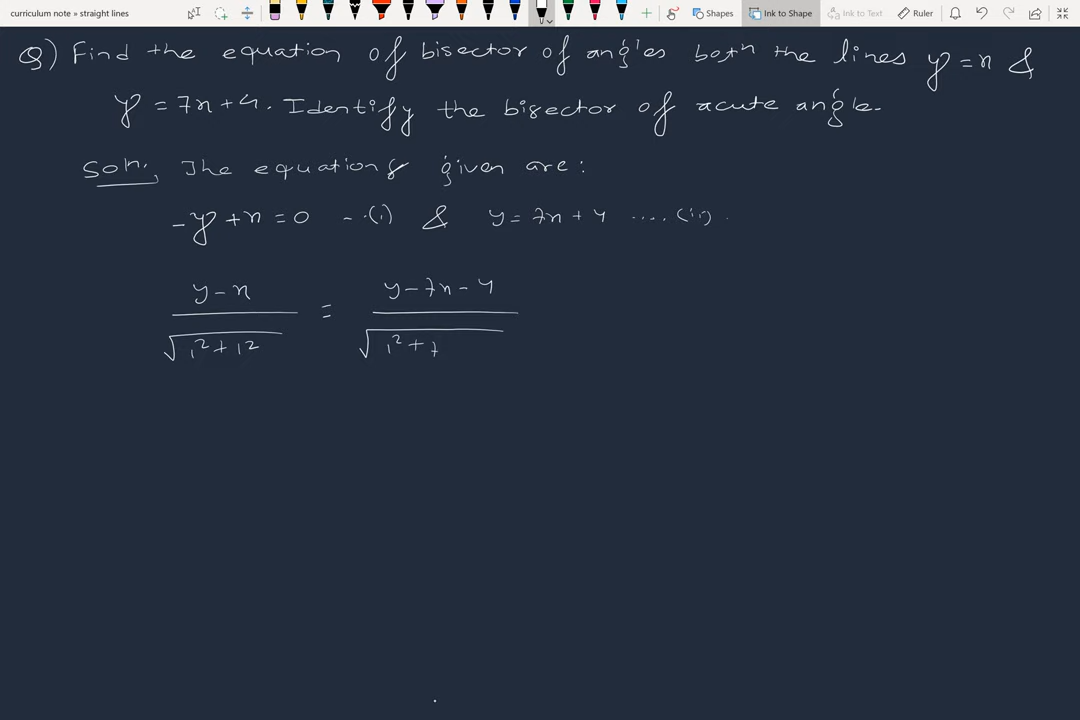 curriculum note » straight lines
Shapes
Ink to Shape
Ink to Text
Ruler
Q) Find the equation of bisector of angles both the lines y = x &
y = 7x + 4. Identify the bisector of acute angle.
Soln. The equations given are:
-y + x = 0 ...(i) & y = 7x + 4 ....(ii).
y - x / √1² + 1² = y - 7x - 4 / √1² + 7